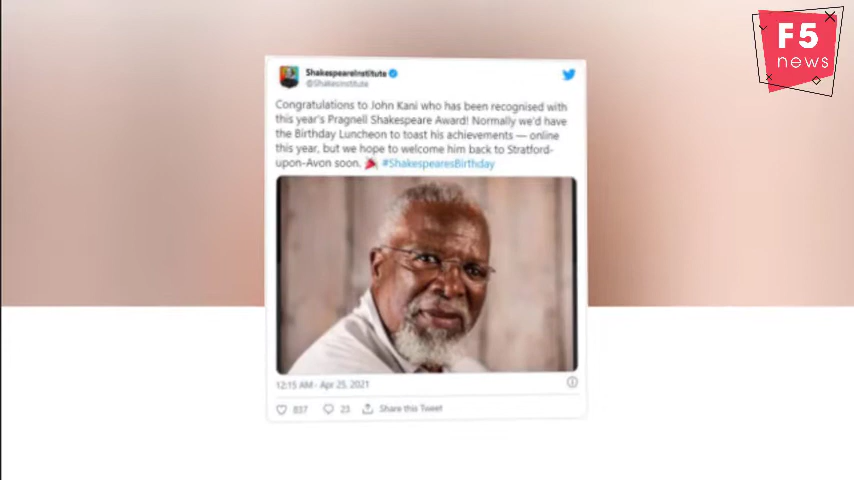 F5
news
ShakespeareInstitute
@ShakesInstitute
Congratulations to John Kani who has been recognised with
this year's Pragnell Shakespeare Award! Normally we'd have
the Birthday Luncheon to toast his achievements — online
this year, but we hope to welcome him back to Stratford-
upon-Avon soon. 🎉 #ShakespearesBirthday
12:15 AM · Apr 25, 2021
837 23 Share this Tweet